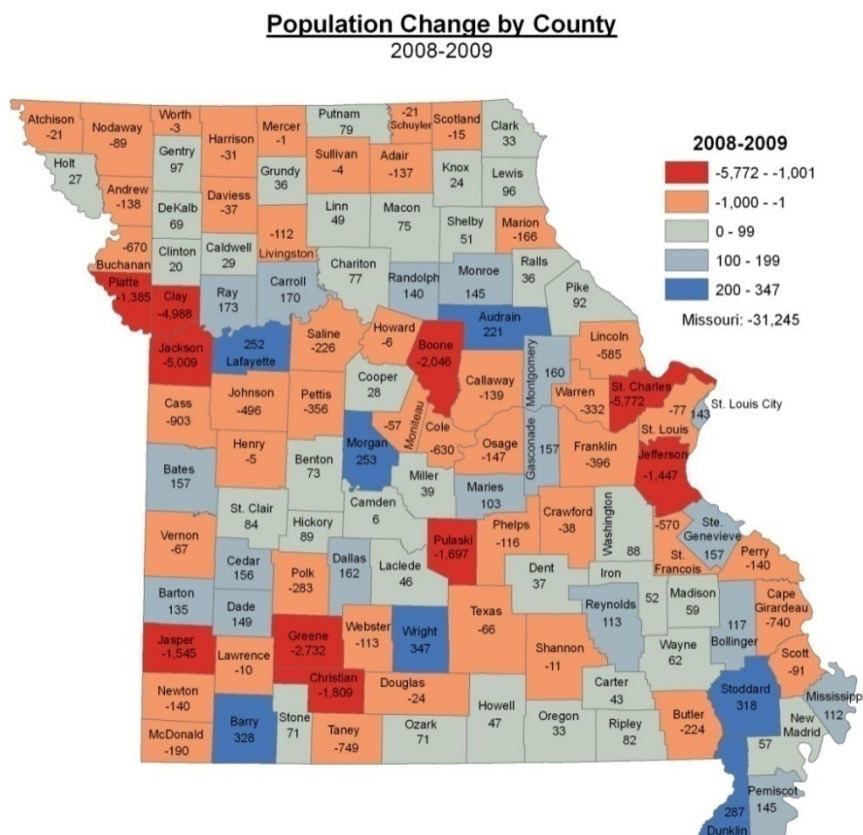 Population Change by County
2008-2009
2008-2009
-5,772 - -1,001
-1,000 - -1
0 - 99
100 - 199
200 - 347
Missouri: -31,245
Atchison
-21
Nodaway
-89
Worth
-3
Harrison
-31
Mercer
-1
Putnam
79
-21
Schuyler
Scotland
-15
Clark
33
Holt
27
Gentry
97
Andrew
-138
Daviess
-37
Grundy
36
Sullivan
-4
Adair
-137
Knox
24
Lewis
96
DeKalb
69
Linn
49
Macon
75
Shelby
51
Marion
-166
-670
Buchanan
Clinton
20
Caldwell
29
-112
Livingston
Chariton
77
Randolph
140
Monroe
145
Ralls
36
Pike
92
Platte
-1,385
Clay
-4,988
Ray
173
Carroll
170
Audrain
221
Jackson
-5,009
252
Lafayette
Saline
-226
Howard
-6
Boone
-2,046
Callaway
-139
Montgomery
160
Lincoln
-585
Warren
-332
St. Charles
-5,772
-77
St. Louis
143
St. Louis City
Cass
-903
Johnson
-496
Pettis
-356
Cooper
28
-57
Moniteau
Cole
-630
Osage
-147
Gasconade
157
Franklin
-396
Jefferson
-1,447
Bates
157
Henry
-5
Benton
73
Morgan
253
Miller
39
Maries
103
St. Clair
84
Hickory
89
Camden
6
Pulaski
-1,697
Phelps
-116
Crawford
-38
Washington
88
-570
St.
Francois
Ste.
Genevieve
157
Perry
-140
Vernon
-67
Cedar
156
Polk
-283
Dallas
162
Laclede
46
Dent
37
Iron
52
Madison
59
Cape
Girardeau
-740
Barton
135
Dade
149
Greene
-2,732
Webster
-113
Wright
347
Texas
-66
Reynolds
113
Wayne
62
117
Bollinger
Scott
-91
Jasper
-1,545
Lawrence
-10
Christian
-1,809
Douglas
-24
Shannon
-11
Carter
43
Stoddard
318
Mississippi
112
Newton
-140
Barry
328
Stone
71
Taney
-749
Ozark
71
Howell
47
Oregon
33
Ripley
82
Butler
-224
New
Madrid
57
McDonald
-190
287
Dunklin
Pemiscot
145